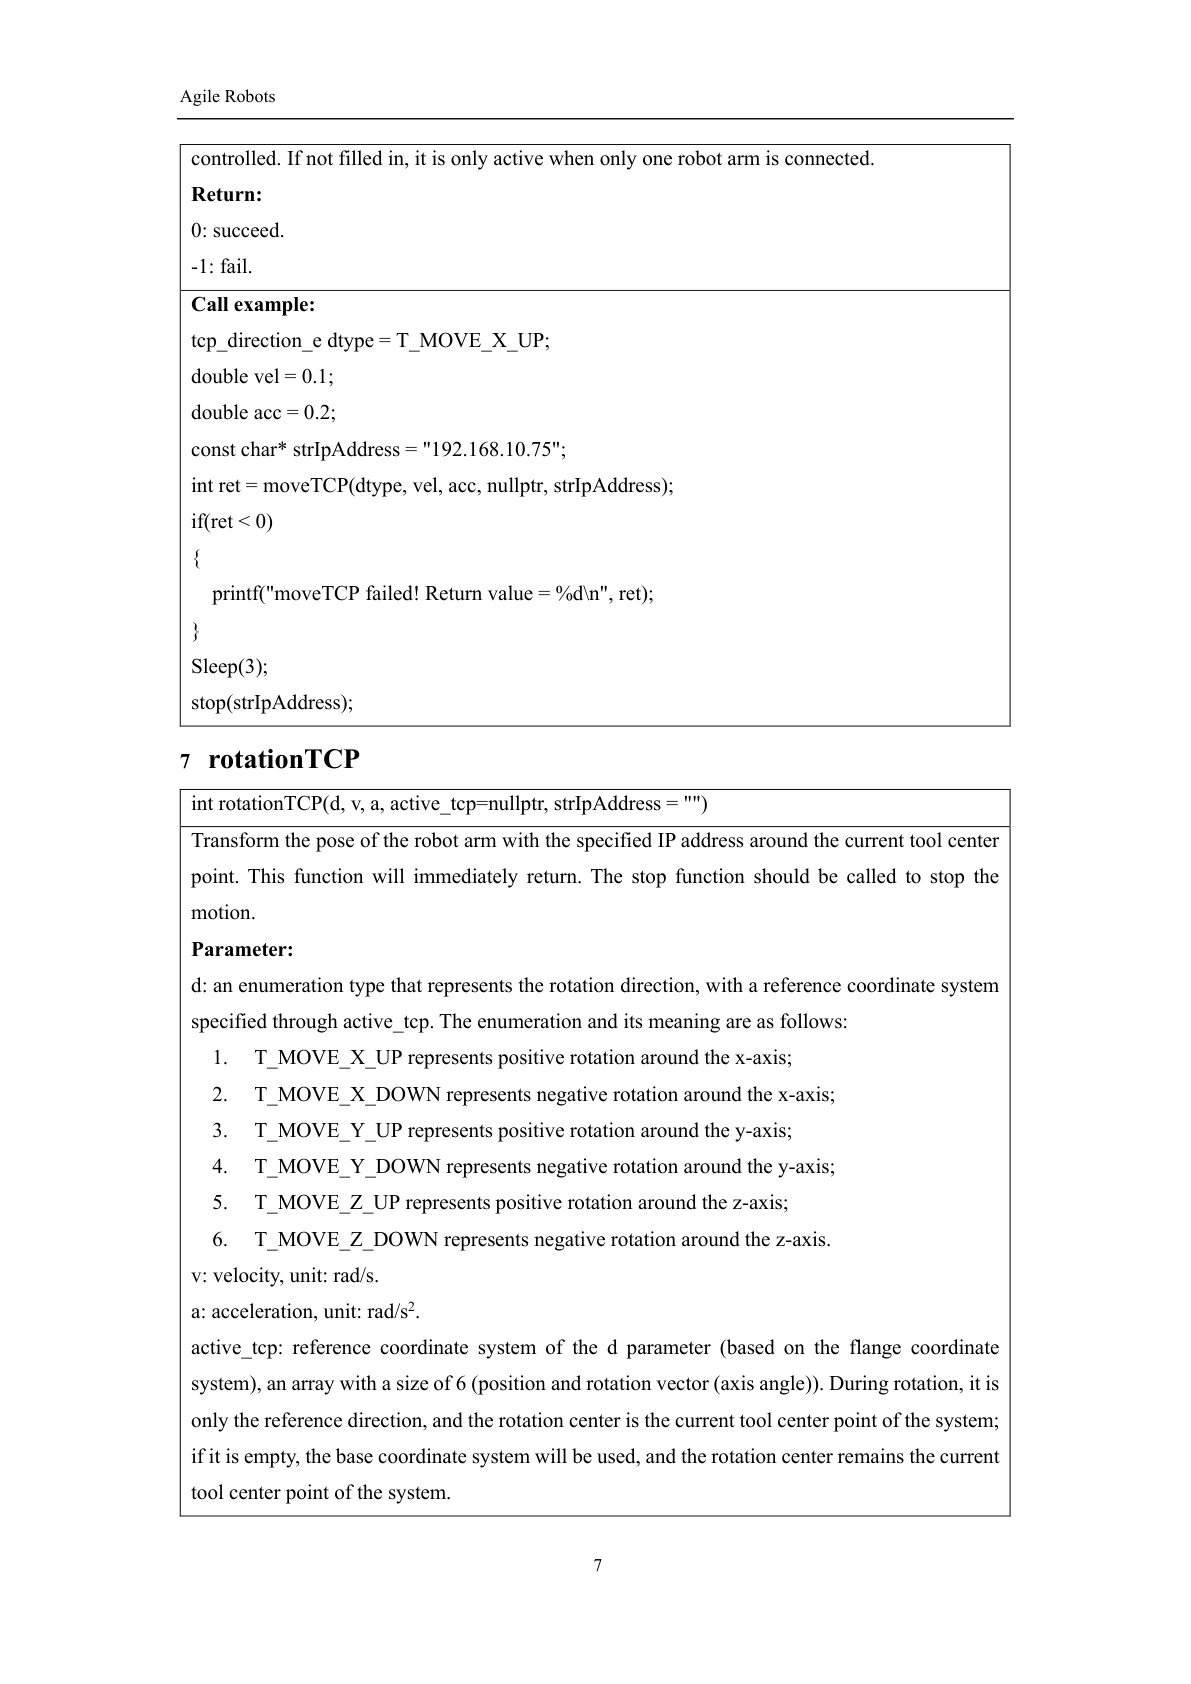 Agile Robots
controlled. If not filled in, it is only active when only one robot arm is connected.
Return:
0: succeed.
-1: fail.
Call example:
tcp_direction_e dtype = T_MOVE_X_UP;
double vel = 0.1;
double acc = 0.2;
const char* strIpAddress = "192.168.10.75";
int ret = moveTCP(dtype, vel, acc, nullptr, strIpAddress);
if(ret < 0)
{
printf("moveTCP failed! Return value = %d\n", ret);
}
Sleep(3);
stop(strIpAddress);
7 rotationTCP
int rotationTCP(d, v, a, active_tcp=nullptr, strIpAddress = "")
Transform the pose of the robot arm with the specified IP address around the current tool center
point. This function will immediately return. The stop function should be called to stop the
motion.
Parameter:
d: an enumeration type that represents the rotation direction, with a reference coordinate system
specified through active_tcp. The enumeration and its meaning are as follows:
1. T_MOVE_X_UP represents positive rotation around the x-axis;
2. T_MOVE_X_DOWN represents negative rotation around the x-axis;
3. T_MOVE_Y_UP represents positive rotation around the y-axis;
4. T_MOVE_Y_DOWN represents negative rotation around the y-axis;
5. T_MOVE_Z_UP represents positive rotation around the z-axis;
6. T_MOVE_Z_DOWN represents negative rotation around the z-axis.
v: velocity, unit: rad/s.
a: acceleration, unit: rad/s².
active_tcp: reference coordinate system of the d parameter (based on the flange coordinate
system), an array with a size of 6 (position and rotation vector (axis angle)). During rotation, it is
only the reference direction, and the rotation center is the current tool center point of the system;
if it is empty, the base coordinate system will be used, and the rotation center remains the current
tool center point of the system.
7